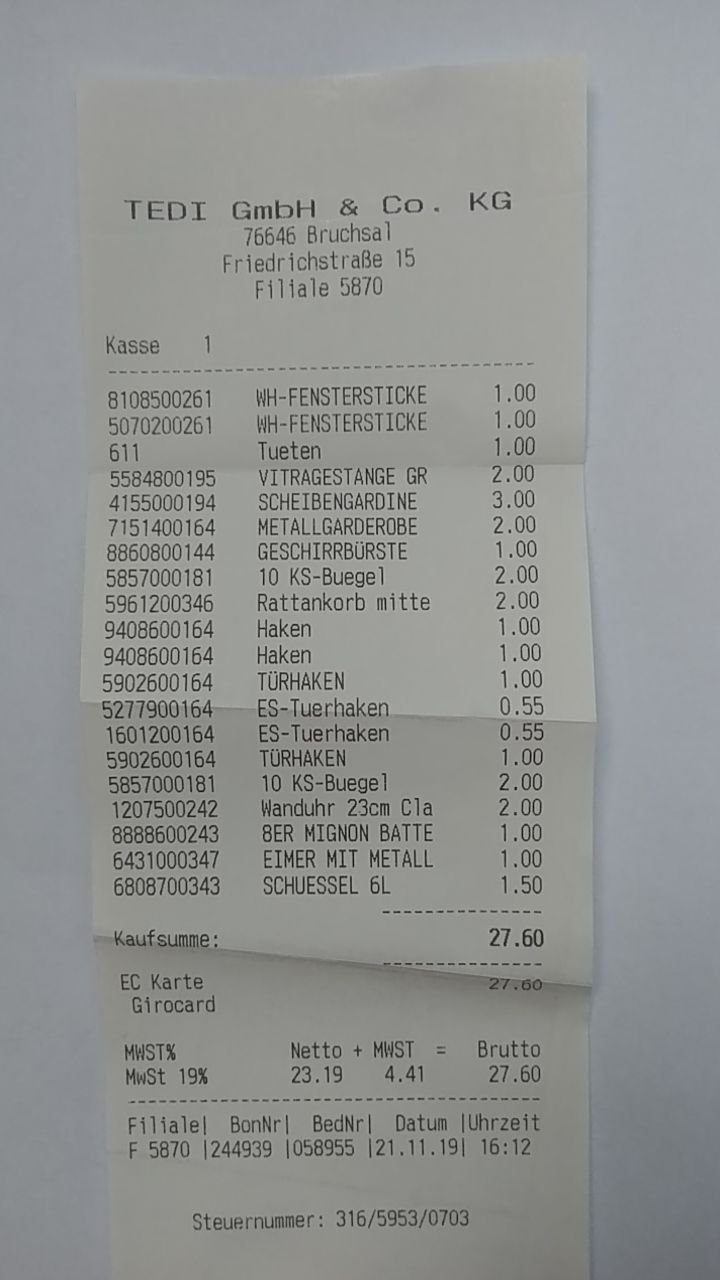 TEDI GmbH & Co. KG
76646 Bruchsal
Friedrichstraße 15
Filiale 5870
Kasse 1
8108500261 WH-FENSTERSTICKE 1.00
5070200261 WH-FENSTERSTICKE 1.00
611 Tueten 1.00
5584800195 VITRAGESTANGE GR 2.00
4155000194 SCHEIBENGARDINE 3.00
7151400164 METALLGARDEROBE 2.00
8860800144 GESCHIRRBÜRSTE 1.00
5857000181 10 KS-Buegel 2.00
5961200346 Rattankorb mitte 2.00
9408600164 Haken 1.00
9408600164 Haken 1.00
5902600164 TÜRHAKEN 1.00
5277900164 ES-Tuerhaken 0.55
1601200164 ES-Tuerhaken 0.55
5902600164 TÜRHAKEN 1.00
5857000181 10 KS-Buegel 2.00
1207500242 Wanduhr 23cm Cla 2.00
8888600243 8ER MIGNON BATTE 1.00
6431000347 EIMER MIT METALL 1.00
6808700343 SCHUESSEL 6L 1.50
Kaufsumme: 27.60
EC Karte 27.60
Girocard
MWST% Netto + MWST = Brutto
MwSt 19% 23.19 4.41 27.60
Filiale| BonNr| BedNr| Datum |Uhrzeit
F 5870 |244939 |058955 |21.11.19| 16:12
Steuernummer: 316/5953/0703